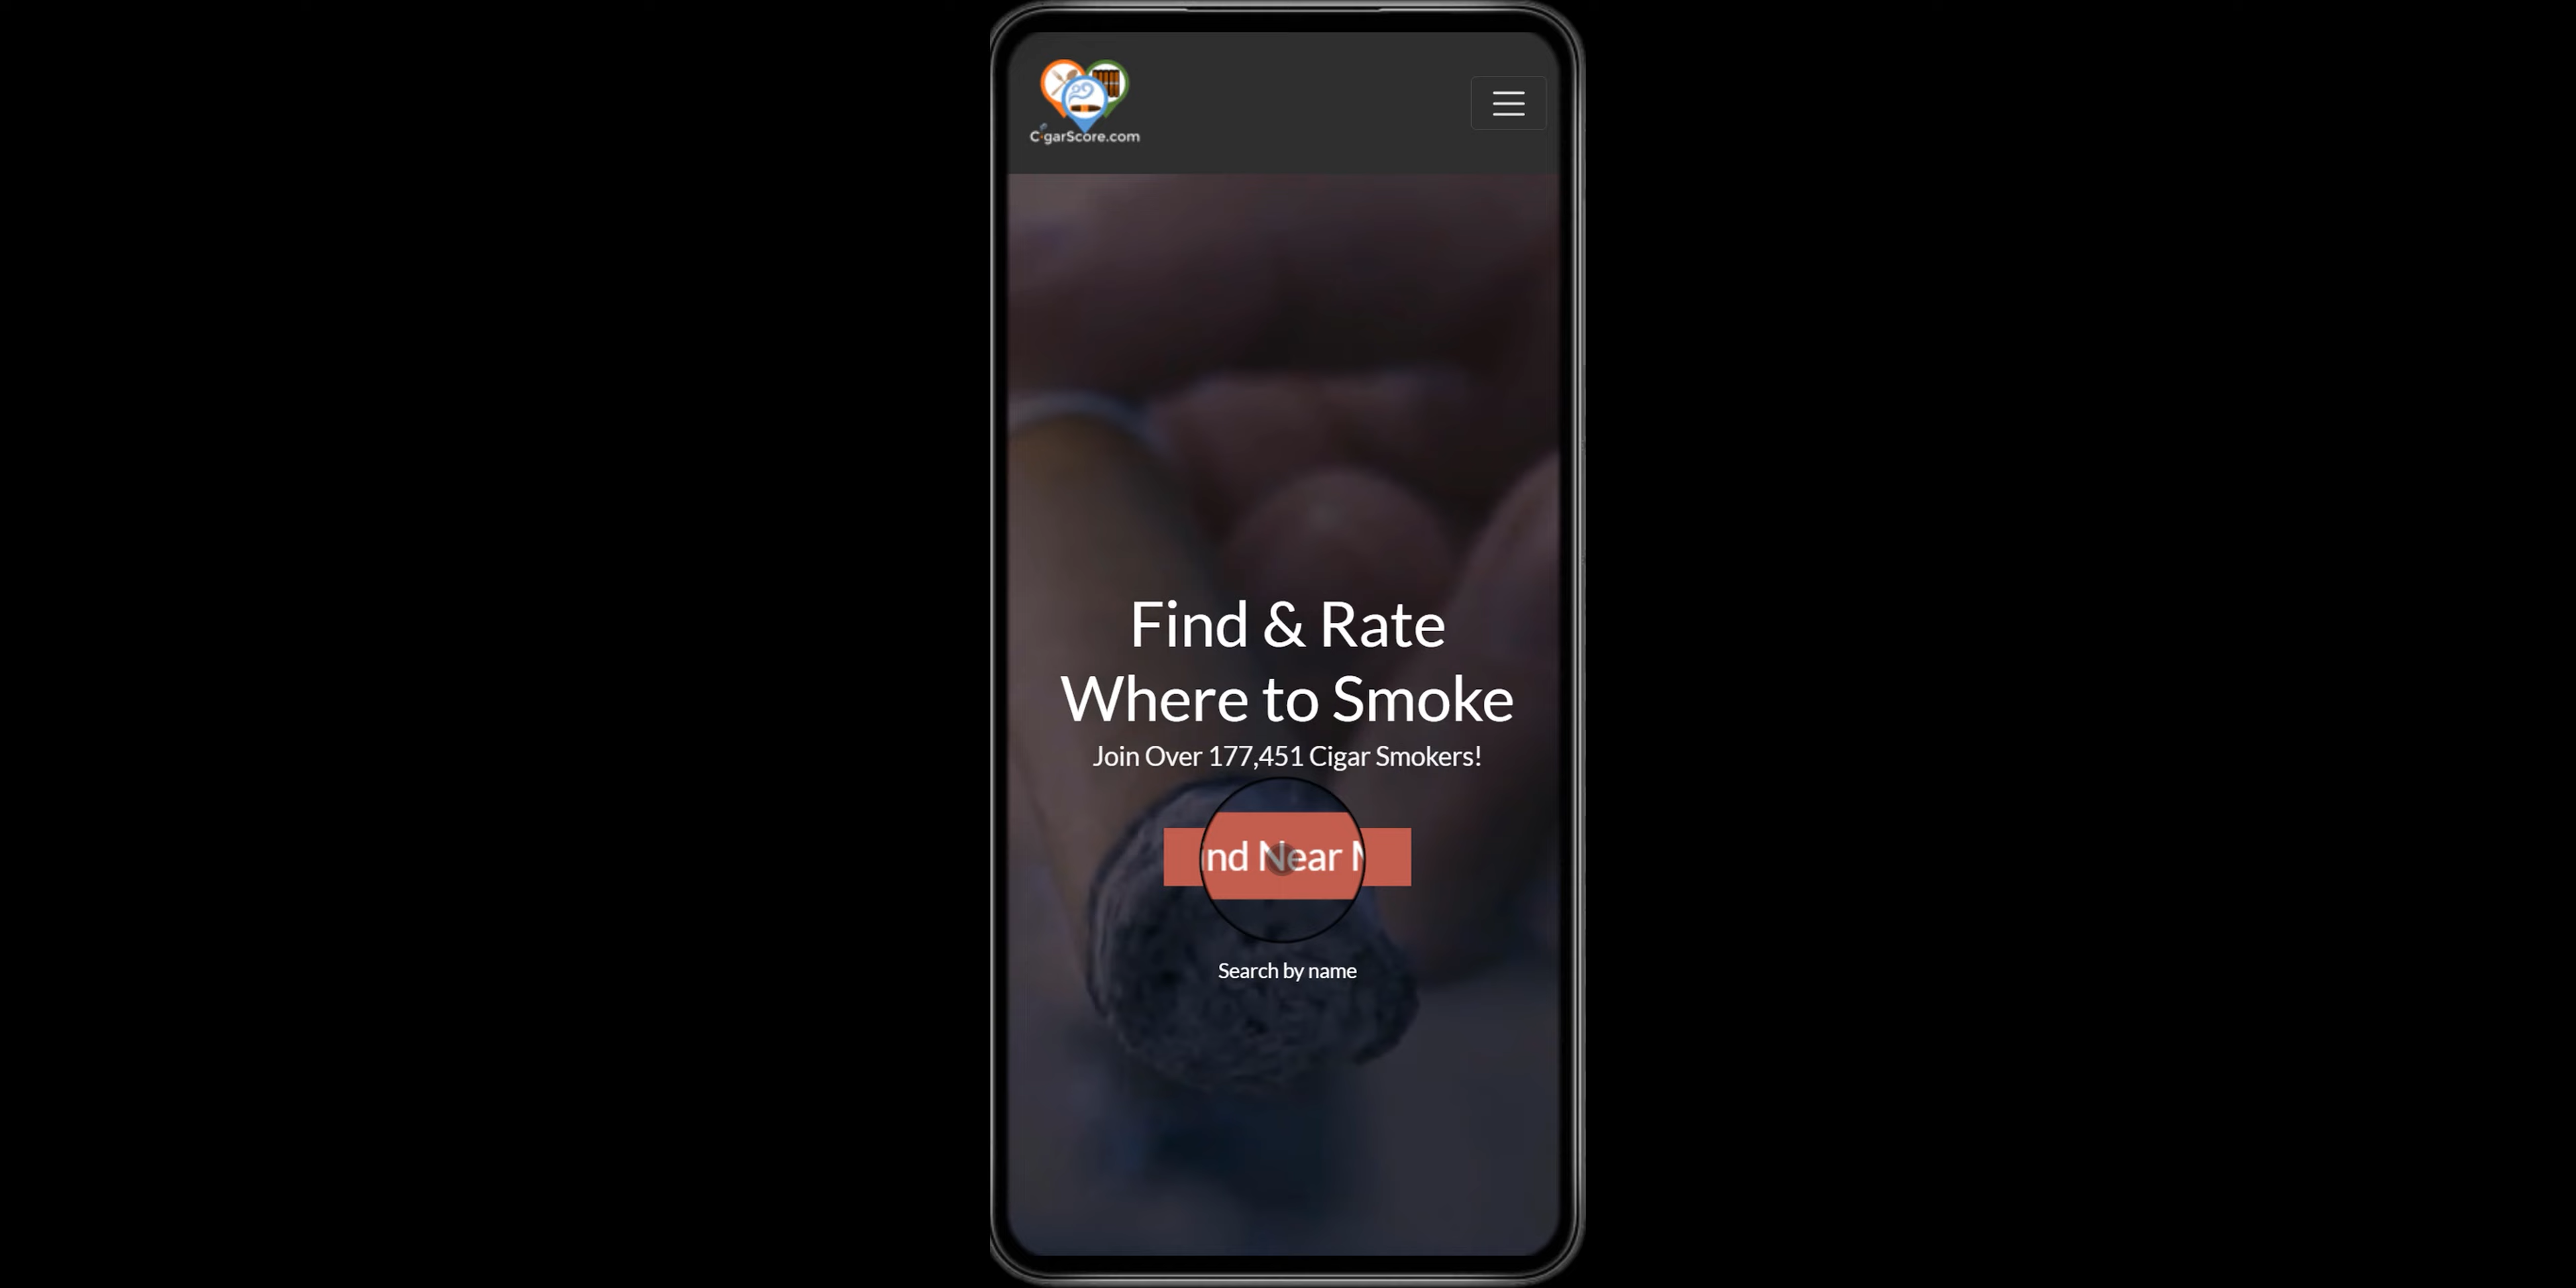 CigarScore.com
Find & Rate
Where to Smoke
Join Over 177,451 Cigar Smokers!
nd Near M
Search by name